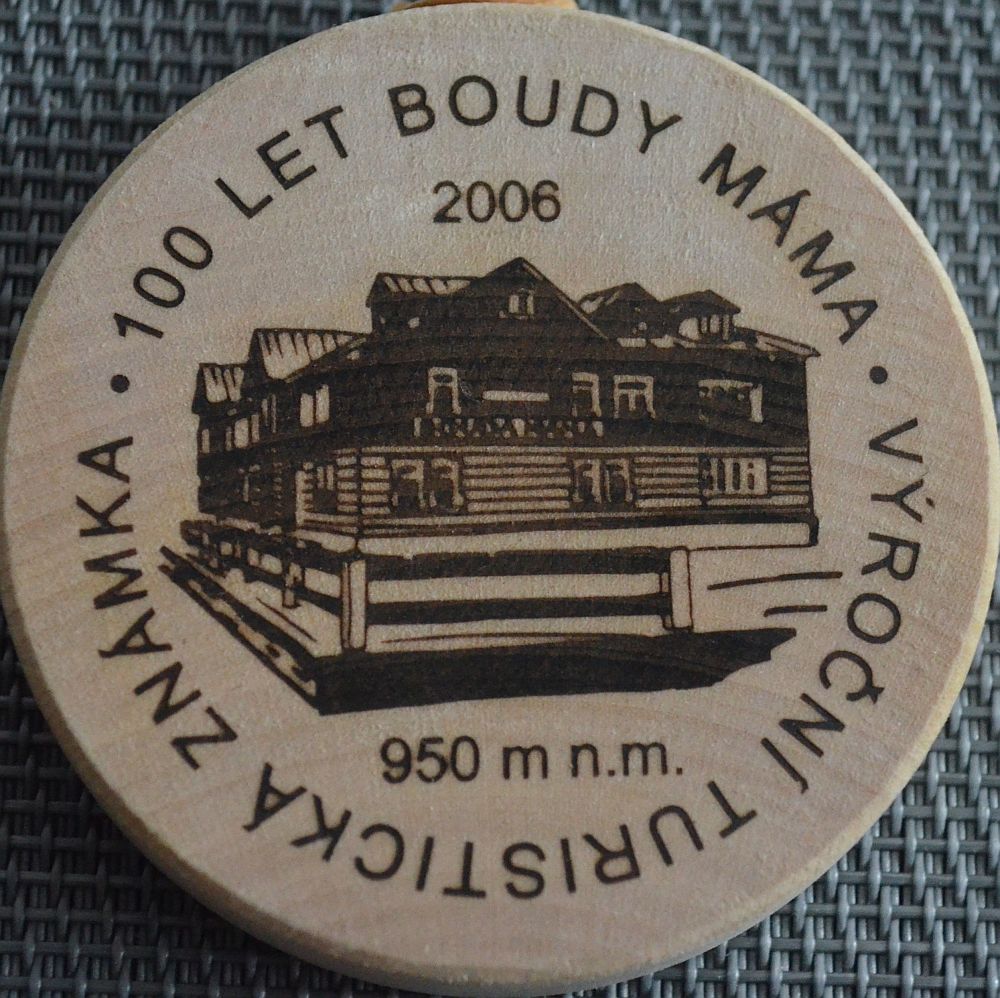 100 LET BOUDY MÁMA
2006
950 m n.m.
• VÝROČNÍ TURISTICKÁ ZNÁMKA •